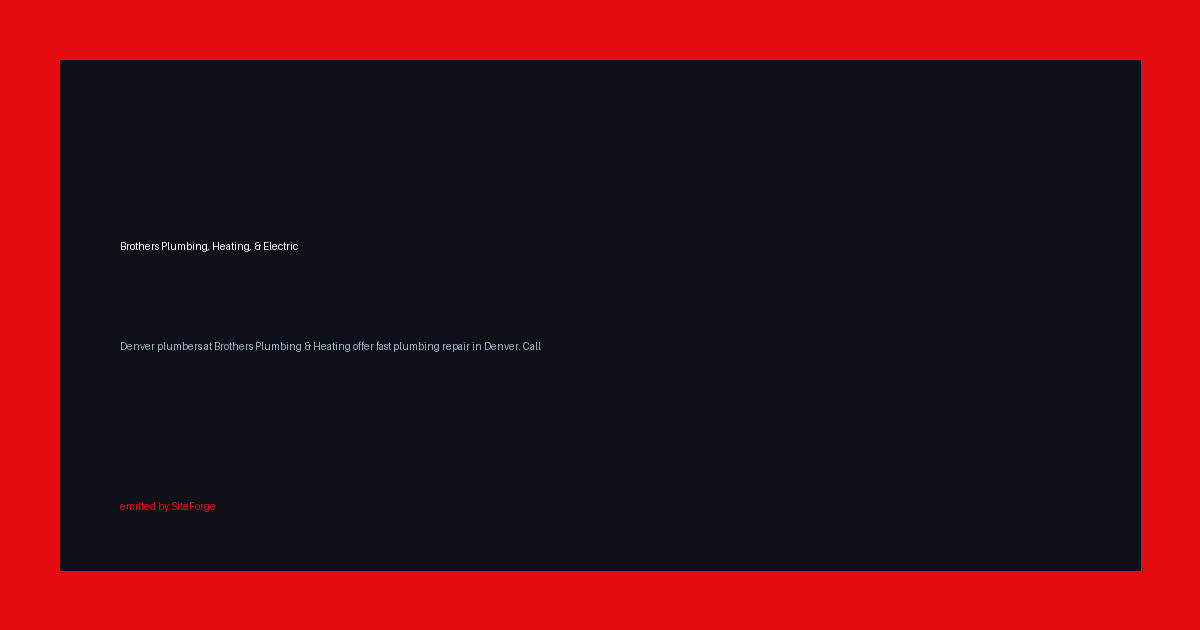 Brothers Plumbing, Heating, & Electric
Denver plumbers at Brothers Plumbing & Heating offer fast plumbing repair in Denver. Call
emitted by SiteForge